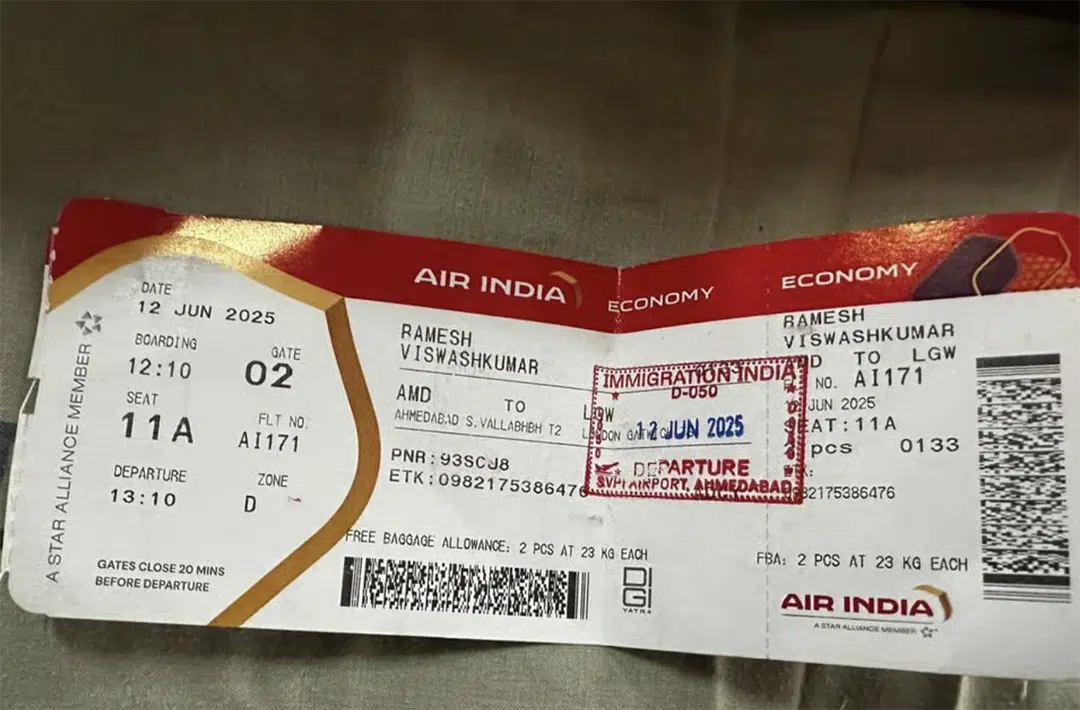 A STAR ALLIANCE MEMBER
DATE
12 JUN 2025
BOARDING
12:10
GATE
02
SEAT
11A
FLT NO.
AI171
DEPARTURE
13:10
ZONE
D
GATES CLOSE 20 MINS
BEFORE DEPARTURE
AIR INDIA
ECONOMY
RAMESH
VISWASHKUMAR
AMD TO LGW
AHMEDABAD S.VALLABHBH T2
PNR:93SCJ8
ETK:0982175386476
FREE BAGGAGE ALLOWANCE: 2 PCS AT 23 KG EACH
DIGI
YATRA
IMMIGRATION INDIA
D-050
12 JUN 2025
DEPARTURE
SVPI AIRPORT, AHMEDABAD
ECONOMY
RAMESH
VISWASHKUMAR
TO LGW
NO. AI171
JUN 2025
SEAT:11A
pcs 0133
82175386476
FBA: 2 PCS AT 23 KG EACH
AIR INDIA
A STAR ALLIANCE MEMBER